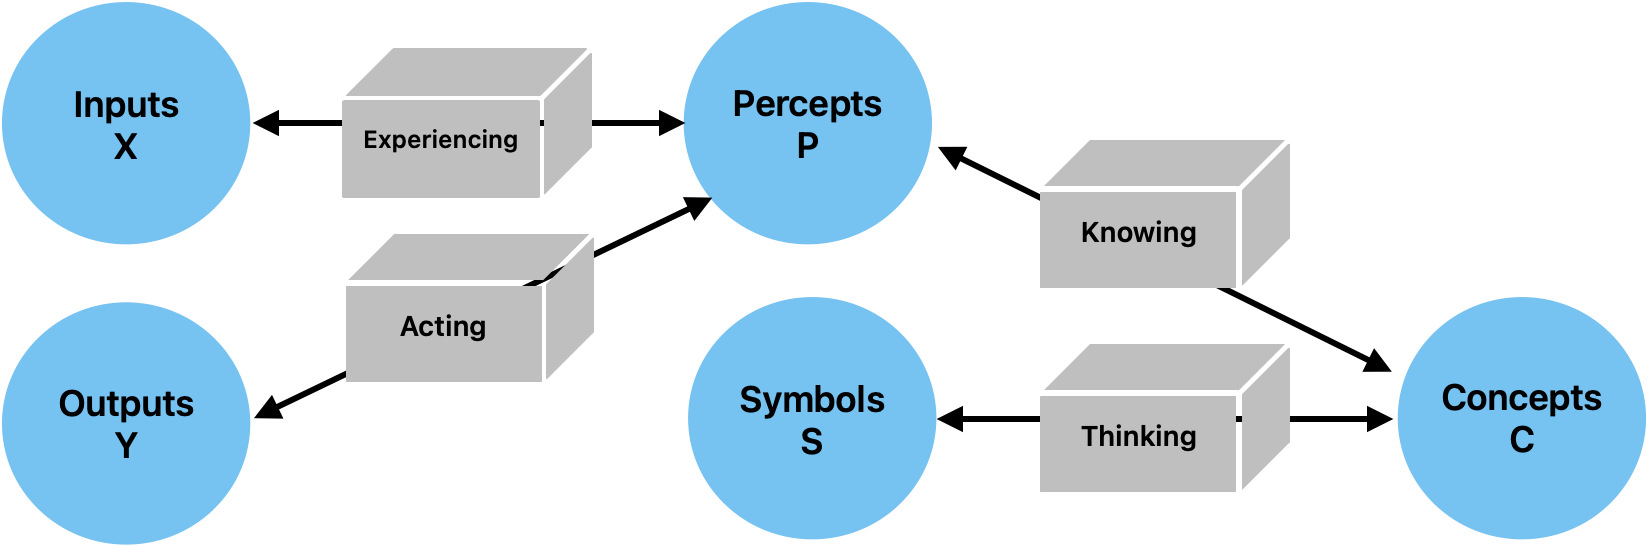 Inputs
X
Experiencing
Percepts
P
Knowing
Acting
Outputs
Y
Symbols
S
Thinking
Concepts
C